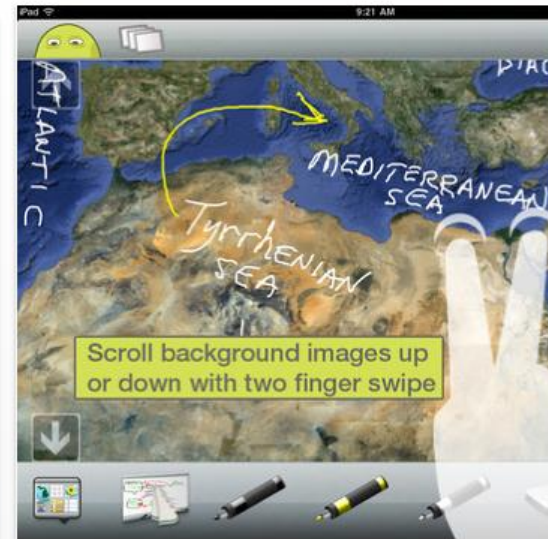 iPad
9:21 AM
ATLANTIC
BLAC
MEDITERRANEAN
SEA
Tyrrhenian
SEA
Scroll background images up
or down with two finger swipe